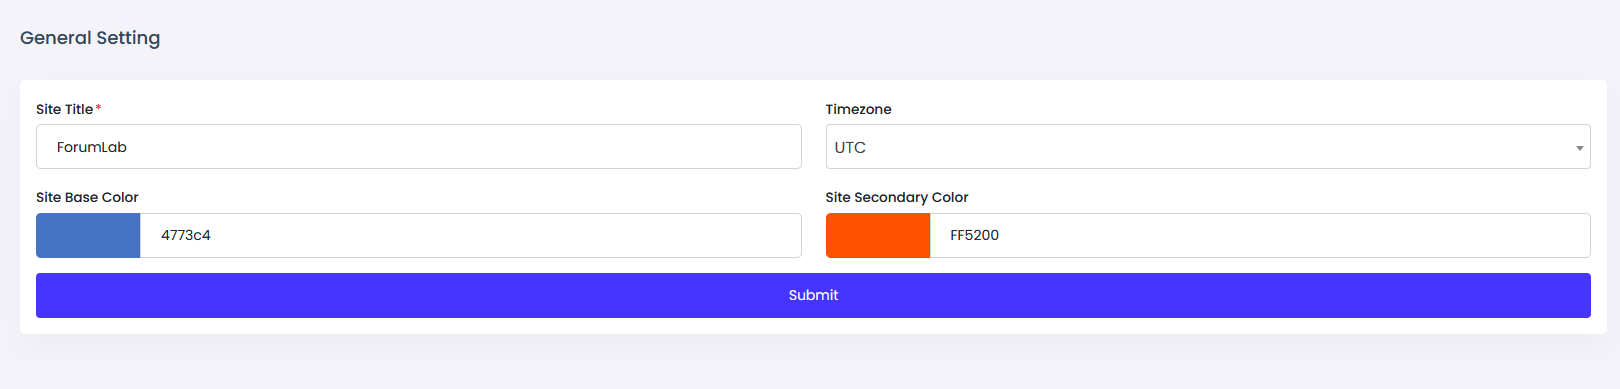 General Setting
Site Title*
Timezone
ForumLab
UTC
Site Base Color
Site Secondary Color
4773c4
FF5200
Submit